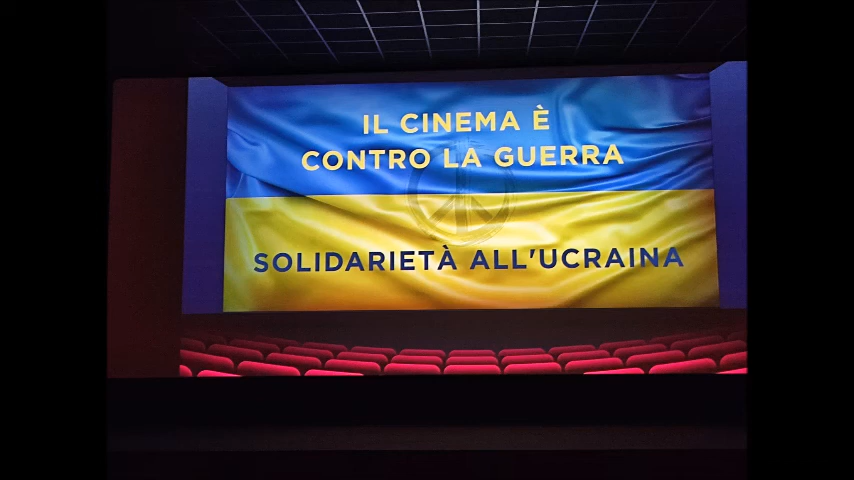 IL CINEMA È
CONTRO LA GUERRA
SOLIDARIETÀ ALL'UCRAINA